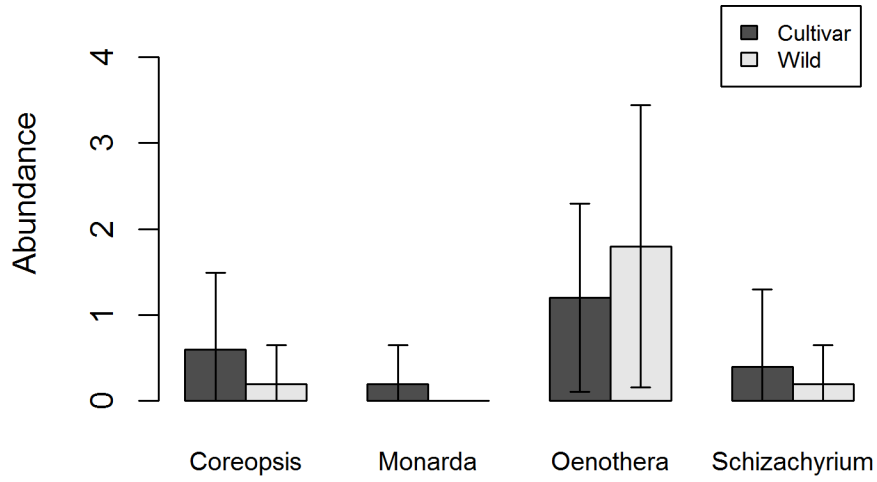 Cultivar
Wild
Abundance
4
3
2
1
0
Coreopsis Monarda Oenothera Schizachyrium